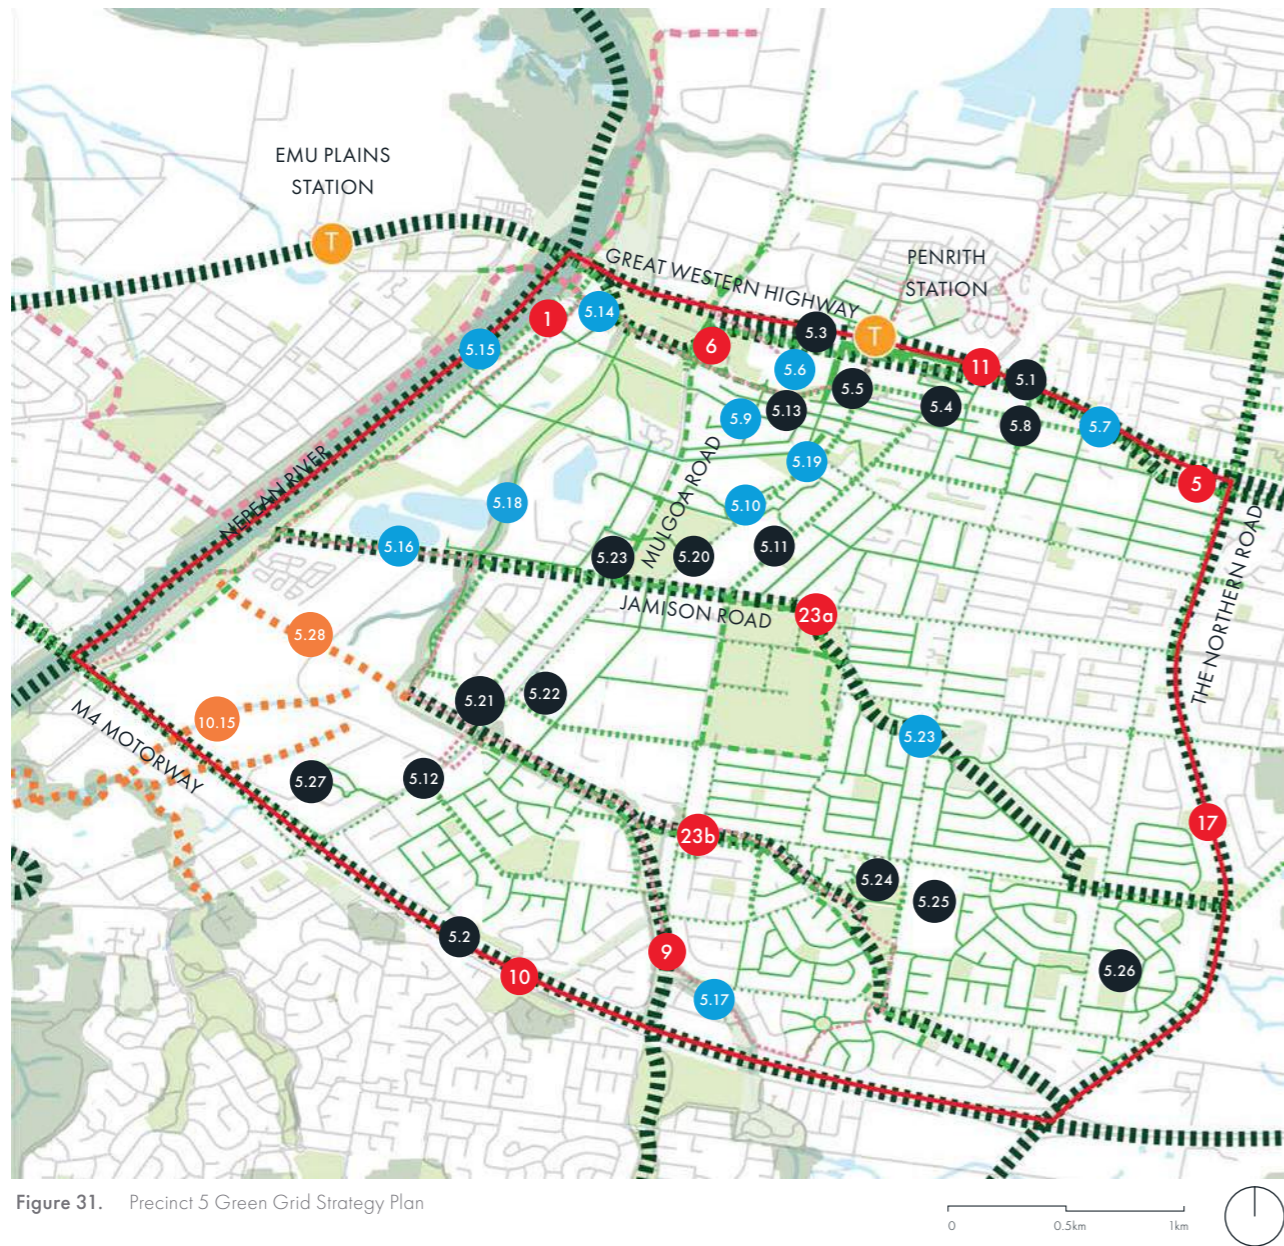 EMU PLAINS
STATION
T
GREAT WESTERN HIGHWAY
PENRITH
STATION
T
1
5.14
5.15
6
5.3
5.6
5.5
11
5.1
5.4
5.8
5.7
5.13
5.9
5.19
5
NEPEAN RIVER
MULGOA ROAD
THE NORTHERN ROAD
5.18
5.10
5.16
5.23
5.20
5.11
JAMISON ROAD
23a
5.28
5.21
5.22
10.15
M4 MOTORWAY
5.23
5.27
5.12
23b
17
5.24
5.25
5.2
9
10
5.17
5.26
Figure 31. Precinct 5 Green Grid Strategy Plan
0 0.5km 1km